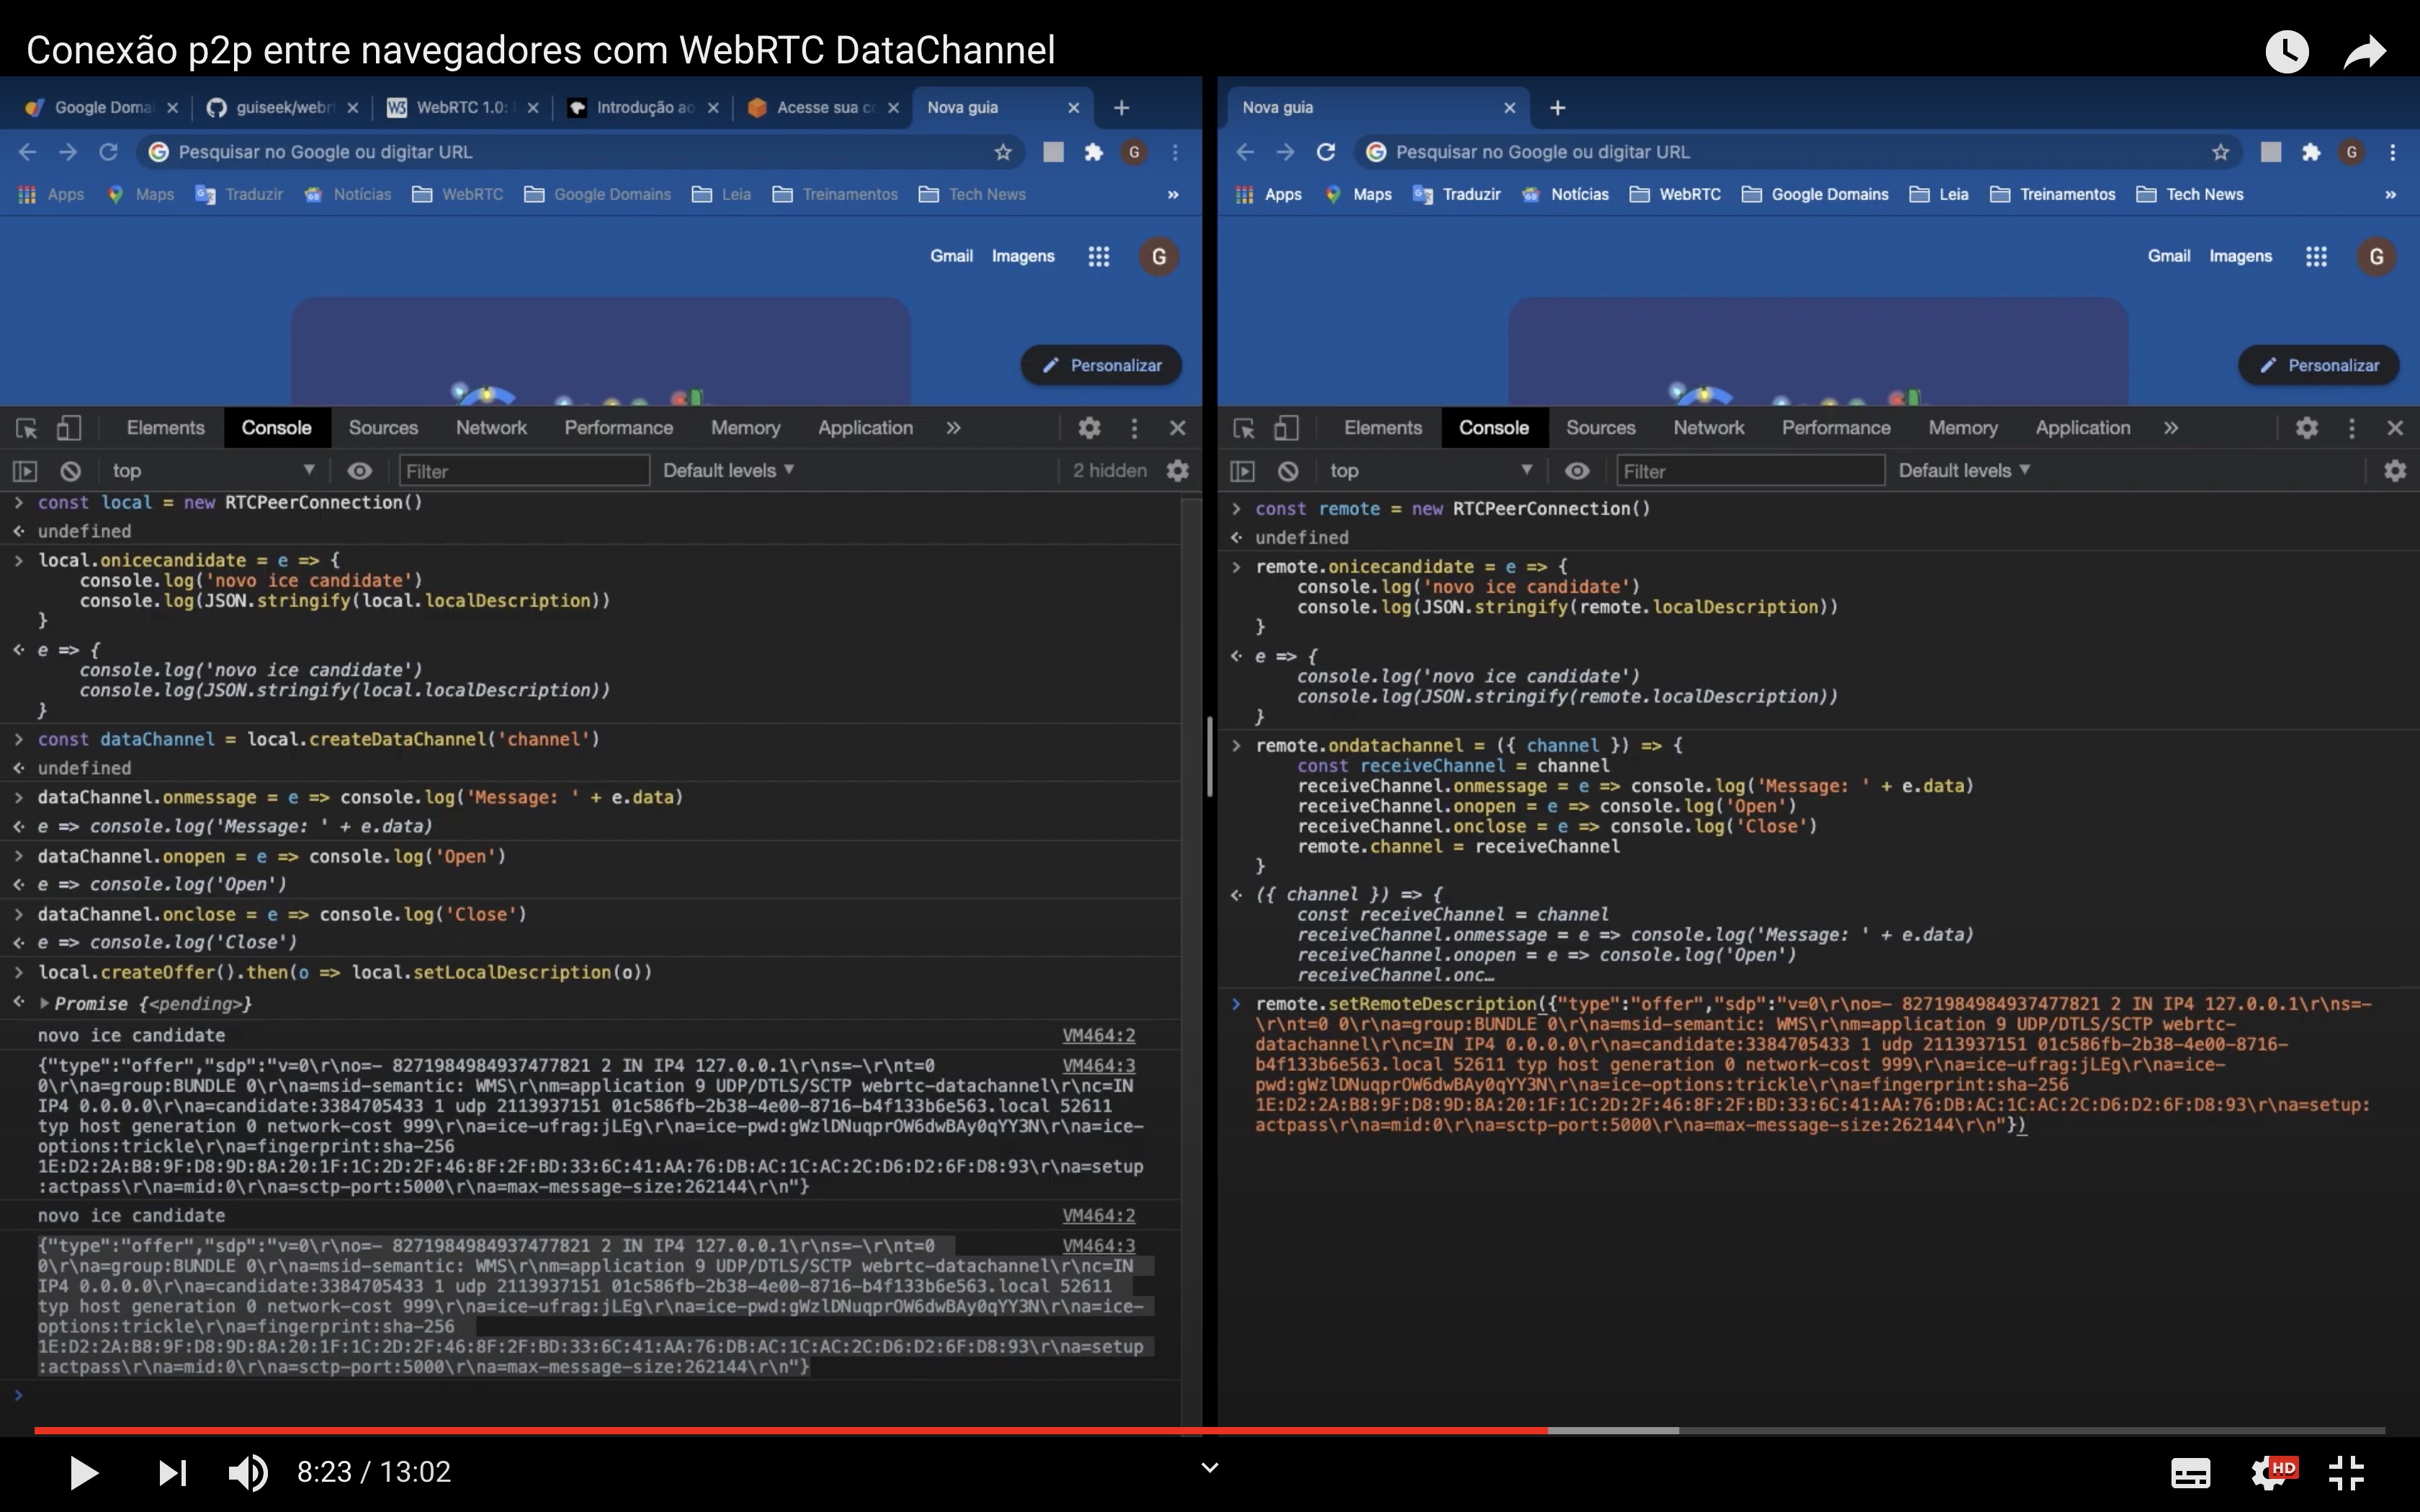 Conexão p2p entre navegadores com WebRTC DataChannel
Google Domai
guiseek/webr
W3
WebRTC 1.0:
Introdução ao
Acesse sua c
Nova guia
Pesquisar no Google ou digitar URL
G
Apps Maps Traduzir Notícias WebRTC Google Domains Leia Treinamentos Tech News »
Gmail Imagens G
Personalizar
Elements Console Sources Network Performance Memory Application »
top Filter Default levels ▼ 2 hidden
> const local = new RTCPeerConnection()
undefined
> local.onicecandidate = e => {
console.log('novo ice candidate')
console.log(JSON.stringify(local.localDescription))
}
e => {
console.log('novo ice candidate')
console.log(JSON.stringify(local.localDescription))
}
> const dataChannel = local.createDataChannel('channel')
undefined
> dataChannel.onmessage = e => console.log('Message: ' + e.data)
e => console.log('Message: ' + e.data)
> dataChannel.onopen = e => console.log('Open')
e => console.log('Open')
> dataChannel.onclose = e => console.log('Close')
e => console.log('Close')
> local.createOffer().then(o => local.setLocalDescription(o))
Promise {<pending>}
novo ice candidate VM464:2
{"type":"offer","sdp":"v=0\r\no=- 8271984984937477821 2 IN IP4 127.0.0.1\r\ns=-\r\nt=0 VM464:3
0\r\na=group:BUNDLE 0\r\na=msid-semantic: WMS\r\nm=application 9 UDP/DTLS/SCTP webrtc-datachannel\r\nc=IN
IP4 0.0.0.0\r\na=candidate:3384705433 1 udp 2113937151 01c586fb-2b38-4e00-8716-b4f133b6e563.local 52611
typ host generation 0 network-cost 999\r\na=ice-ufrag:jLEg\r\na=ice-pwd:gWzlDNuqprOW6dwBAy0qYY3N\r\na=ice-
options:trickle\r\na=fingerprint:sha-256
1E:D2:2A:B8:9F:D8:9D:8A:20:1F:1C:2D:2F:46:8F:2F:BD:33:6C:41:AA:76:DB:AC:1C:AC:2C:D6:D2:6F:D8:93\r\na=setup
:actpass\r\na=mid:0\r\na=sctp-port:5000\r\na=max-message-size:262144\r\n"}
novo ice candidate VM464:2
{"type":"offer","sdp":"v=0\r\no=- 8271984984937477821 2 IN IP4 127.0.0.1\r\ns=-\r\nt=0 VM464:3
0\r\na=group:BUNDLE 0\r\na=msid-semantic: WMS\r\nm=application 9 UDP/DTLS/SCTP webrtc-datachannel\r\nc=IN
IP4 0.0.0.0\r\na=candidate:3384705433 1 udp 2113937151 01c586fb-2b38-4e00-8716-b4f133b6e563.local 52611
typ host generation 0 network-cost 999\r\na=ice-ufrag:jLEg\r\na=ice-pwd:gWzlDNuqprOW6dwBAy0qYY3N\r\na=ice-
options:trickle\r\na=fingerprint:sha-256
1E:D2:2A:B8:9F:D8:9D:8A:20:1F:1C:2D:2F:46:8F:2F:BD:33:6C:41:AA:76:DB:AC:1C:AC:2C:D6:D2:6F:D8:93\r\na=setup
:actpass\r\na=mid:0\r\na=sctp-port:5000\r\na=max-message-size:262144\r\n"}
>
Nova guia
Pesquisar no Google ou digitar URL
G
Apps Maps Traduzir Notícias WebRTC Google Domains Leia Treinamentos Tech News »
Gmail Imagens G
Personalizar
Elements Console Sources Network Performance Memory Application »
top Filter Default levels ▼
> const remote = new RTCPeerConnection()
undefined
> remote.onicecandidate = e => {
console.log('novo ice candidate')
console.log(JSON.stringify(remote.localDescription))
}
e => {
console.log('novo ice candidate')
console.log(JSON.stringify(remote.localDescription))
}
> remote.ondatachannel = ({ channel }) => {
const receiveChannel = channel
receiveChannel.onmessage = e => console.log('Message: ' + e.data)
receiveChannel.onopen = e => console.log('Open')
receiveChannel.onclose = e => console.log('Close')
remote.channel = receiveChannel
}
({ channel }) => {
const receiveChannel = channel
receiveChannel.onmessage = e => console.log('Message: ' + e.data)
receiveChannel.onopen = e => console.log('Open')
receiveChannel.onc…
> remote.setRemoteDescription({"type":"offer","sdp":"v=0\r\no=- 8271984984937477821 2 IN IP4 127.0.0.1\r\ns=-
\r\nt=0 0\r\na=group:BUNDLE 0\r\na=msid-semantic: WMS\r\nm=application 9 UDP/DTLS/SCTP webrtc-
datachannel\r\nc=IN IP4 0.0.0.0\r\na=candidate:3384705433 1 udp 2113937151 01c586fb-2b38-4e00-8716-
b4f133b6e563.local 52611 typ host generation 0 network-cost 999\r\na=ice-ufrag:jLEg\r\na=ice-
pwd:gWzlDNuqprOW6dwBAy0qYY3N\r\na=ice-options:trickle\r\na=fingerprint:sha-256
1E:D2:2A:B8:9F:D8:9D:8A:20:1F:1C:2D:2F:46:8F:2F:BD:33:6C:41:AA:76:DB:AC:1C:AC:2C:D6:D2:6F:D8:93\r\na=setup:
actpass\r\na=mid:0\r\na=sctp-port:5000\r\na=max-message-size:262144\r\n"})
8:23 / 13:02
HD